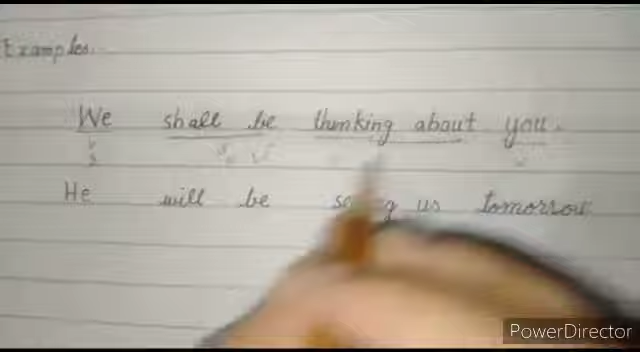 Examples.
We shall be thinking about you.
He will be us tomorrow
PowerDirector